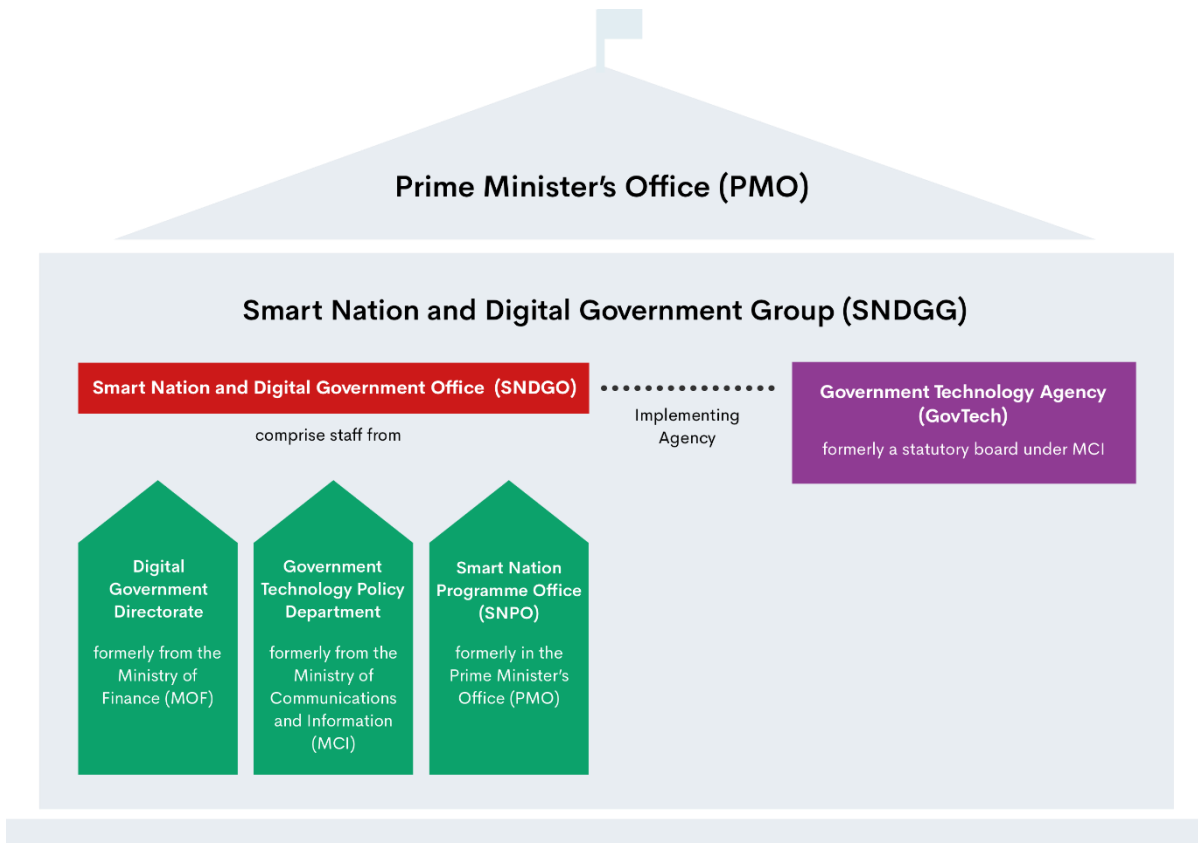 Prime Minister’s Office (PMO)
Smart Nation and Digital Government Group (SNDGG)
Smart Nation and Digital Government Office (SNDGO)
comprise staff from
Implementing
Agency
Government Technology Agency
(GovTech)
formerly a statutory board under MCI
Digital
Government
Directorate
formerly from the
Ministry of
Finance (MOF)
Government
Technology Policy
Department
formerly from the
Ministry of
Communications
and Information
(MCI)
Smart Nation
Programme Office
(SNPO)
formerly in the
Prime Minister’s
Office (PMO)